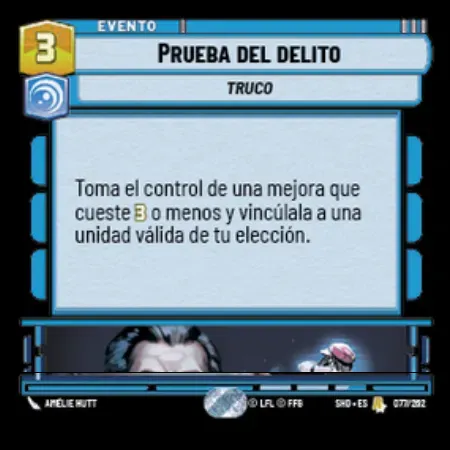 EVENTO
3
PRUEBA DEL DELITO
TRUCO
Toma el control de una mejora que
cueste 3 o menos y vincúlala a una
unidad válida de tu elección.
AMÉLIE HUTT
© LFL © FFG
SHD • ES
077/262